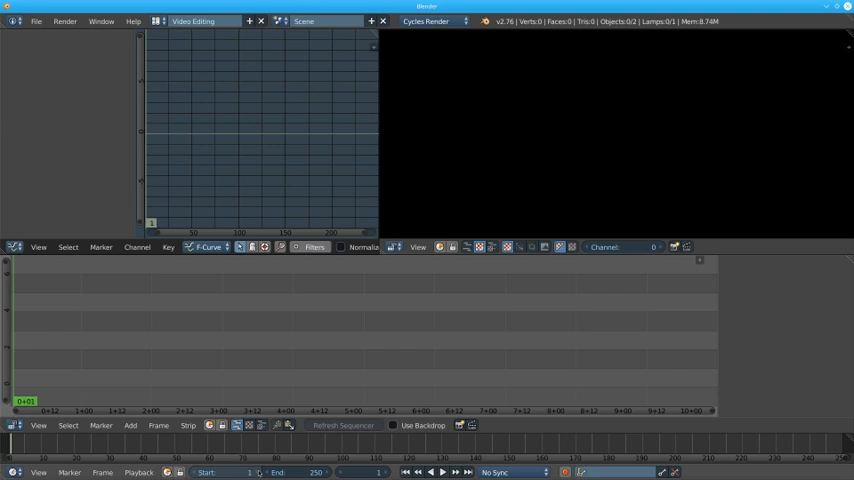 Blender
File Render Window Help Video Editing Scene Cycles Render v2.76 | Verts:0 | Faces:0 | Tris:0 | Objects:0/2 | Lamps:0/1 | Mem:8.74M
1
50 100 150 200
View Select Marker Channel Key F-Curve Filters Normaliz
View Channel: 0
0+01
0+12 1+00 1+12 2+00 2+12 3+00 3+12 4+00 4+12 5+00 5+12 6+00 6+12 7+00 7+12 8+00 8+12 9+00 9+12 10+00
View Select Marker Add Frame Strip Refresh Sequencer Use Backdrop
10 20 30 40 50 60 70 80 90 100 110 120 130 140 150 160 170 180 190 200 210 220 230 240 250
View Marker Frame Playback Start: 1 End: 250 1 No Sync